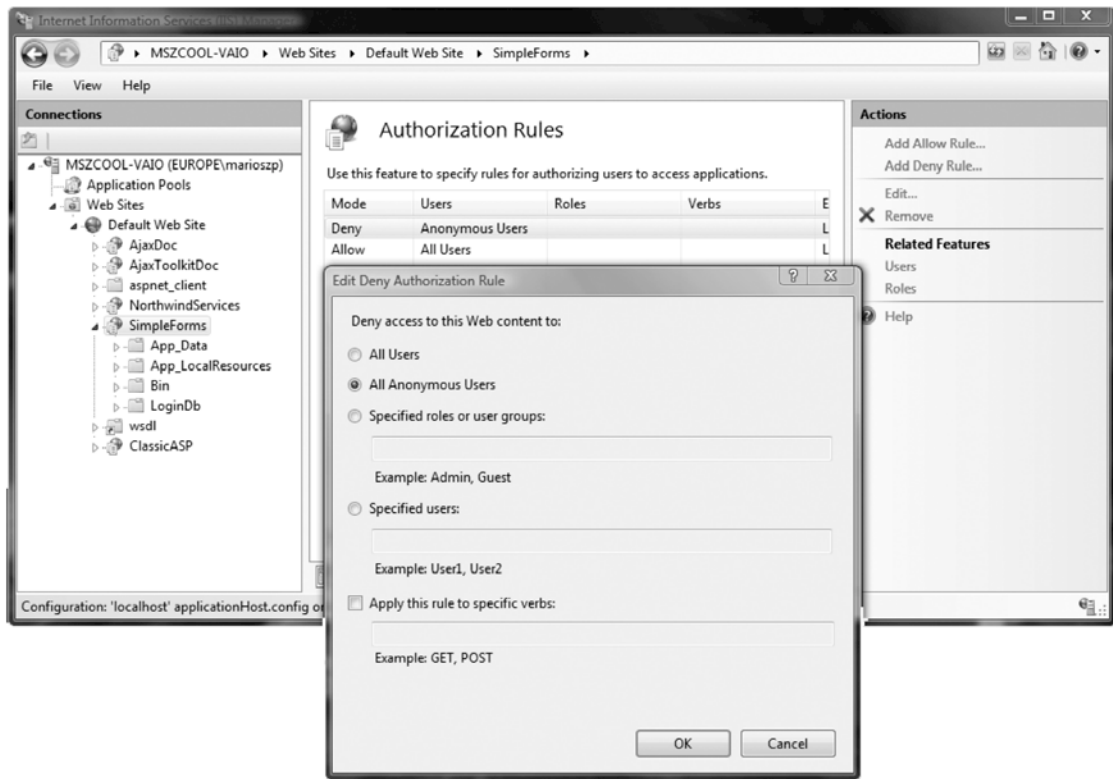 Internet Information Services (IIS) Manager
MSZCOOL-VAIO Web Sites Default Web Site SimpleForms
File View Help
Connections
MSZCOOL-VAIO (EUROPE\marioszp)
Application Pools
Web Sites
Default Web Site
AjaxDoc
AjaxToolkitDoc
aspnet_client
NorthwindServices
SimpleForms
App_Data
App_LocalResources
Bin
LoginDb
wsdl
ClassicASP
Authorization Rules
Use this feature to specify rules for authorizing users to access applications.
Mode Users Roles Verbs E
Deny Anonymous Users L
Allow All Users L
Actions
Add Allow Rule...
Add Deny Rule...
Edit...
Remove
Related Features
Users
Roles
Help
Edit Deny Authorization Rule
Deny access to this Web content to:
All Users
All Anonymous Users
Specified roles or user groups:
Example: Admin, Guest
Specified users:
Example: User1, User2
Apply this rule to specific verbs:
Example: GET, POST
OK Cancel
Configuration: 'localhost' applicationHost.config or